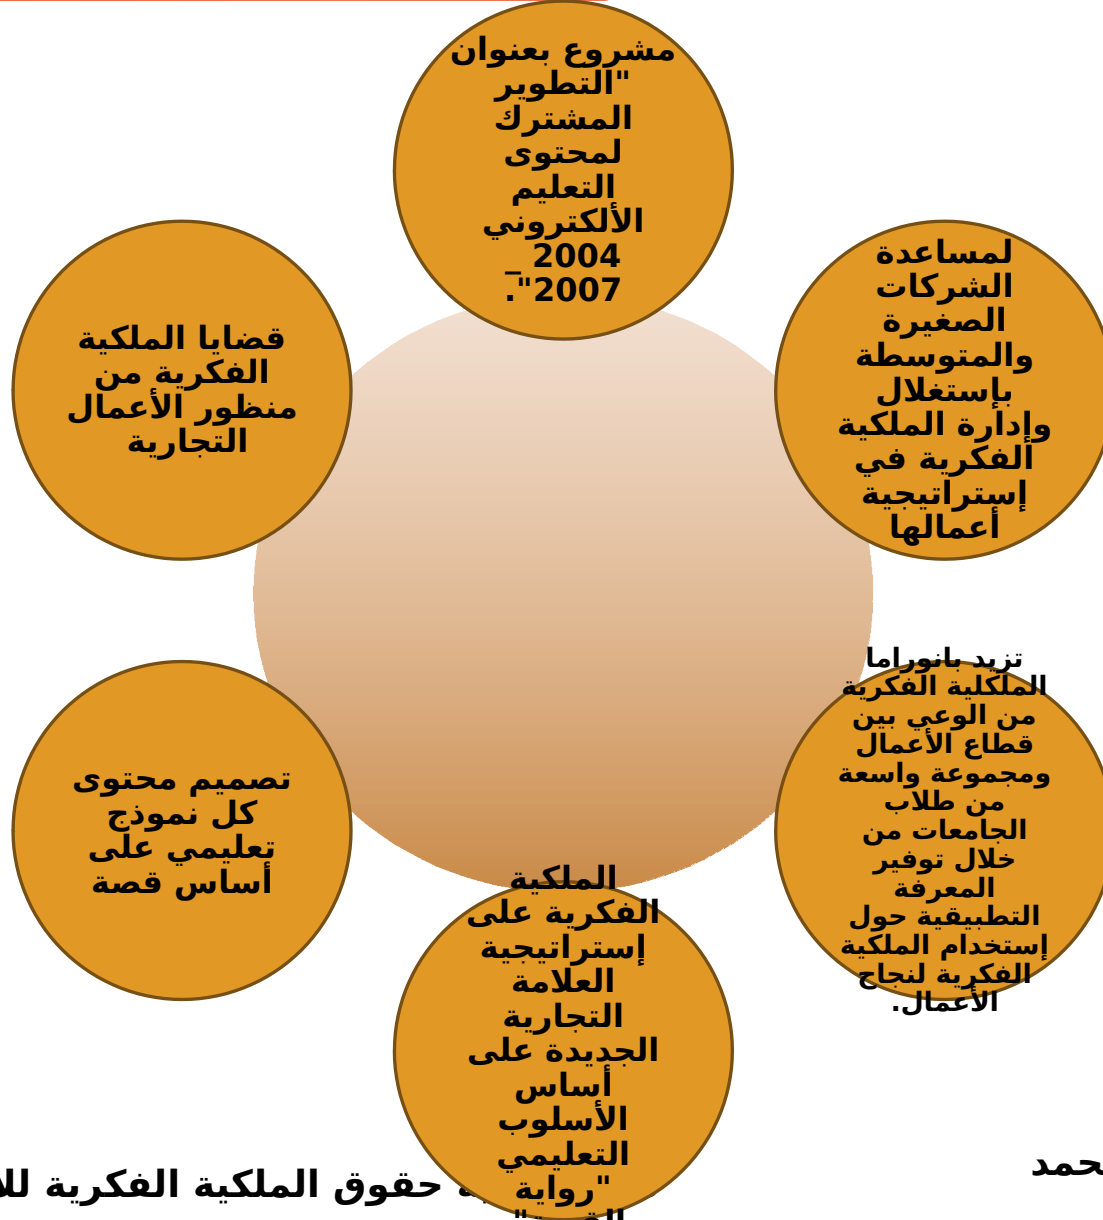 مشروع بعنوان
"التطوير
المشترك
لمحتوى
التعليم
الألكتروني
2004 _
2007".
لمساعدة
الشركات
الصغيرة
والمتوسطة
بإستغلال
وإدارة الملكية
الفكرية في
إستراتيجية
أعمالها
تزيد بانوراما
الملكلية الفكرية
من الوعي بين
قطاع الأعمال
ومجموعة واسعة
من طلاب
الجامعات من
خلال توفير
المعرفة
التطبيقية حول
إستخدام الملكية
الفكرية لنجاح
الأعمال.
الملكية
الفكرية على
إستراتيجية
العلامة
التجارية
الجديدة على
أساس
الأسلوب
التعليمي
"رواية
تصميم محتوى
كل نموذج
تعليمي على
أساس قصة
قضايا الملكية
الفكرية من
منظور الأعمال
التجارية
حقوق الملكية الفكرية